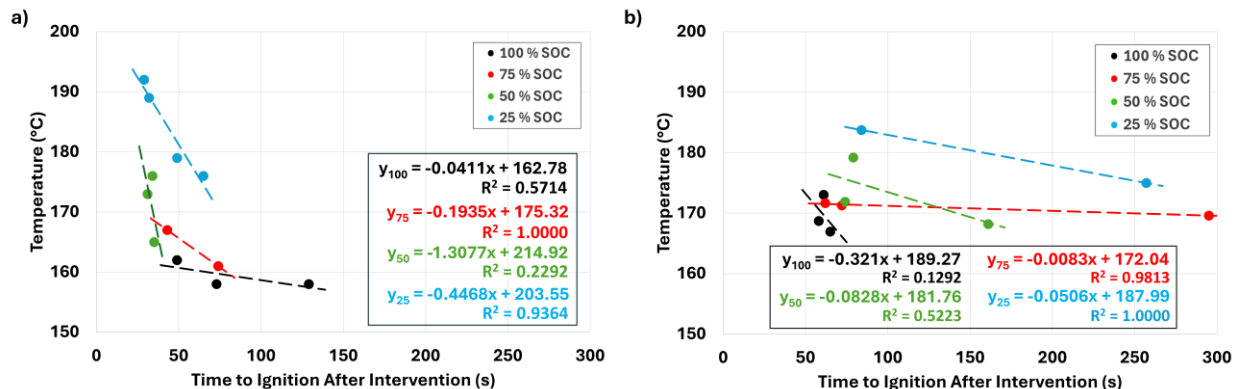 a)
200
190
180
170
160
150
Temperature (°C)
0 50 100 150 200 250 300
Time to Ignition After Intervention (s)
100 % SOC
75 % SOC
50 % SOC
25 % SOC
y100 = -0.0411x + 162.78
R² = 0.5714
y75 = -0.1935x + 175.32
R² = 1.0000
y50 = -1.3077x + 214.92
R² = 0.2292
y25 = -0.4468x + 203.55
R² = 0.9364
b)
200
190
180
170
160
150
Temperature (°C)
0 50 100 150 200 250 300
Time to Ignition After Intervention (s)
100 % SOC
75 % SOC
50 % SOC
25 % SOC
y100 = -0.321x + 189.27
R² = 0.1292
y50 = -0.0828x + 181.76
R² = 0.5223
y75 = -0.0083x + 172.04
R² = 0.9813
y25 = -0.0506x + 187.99
R² = 1.0000